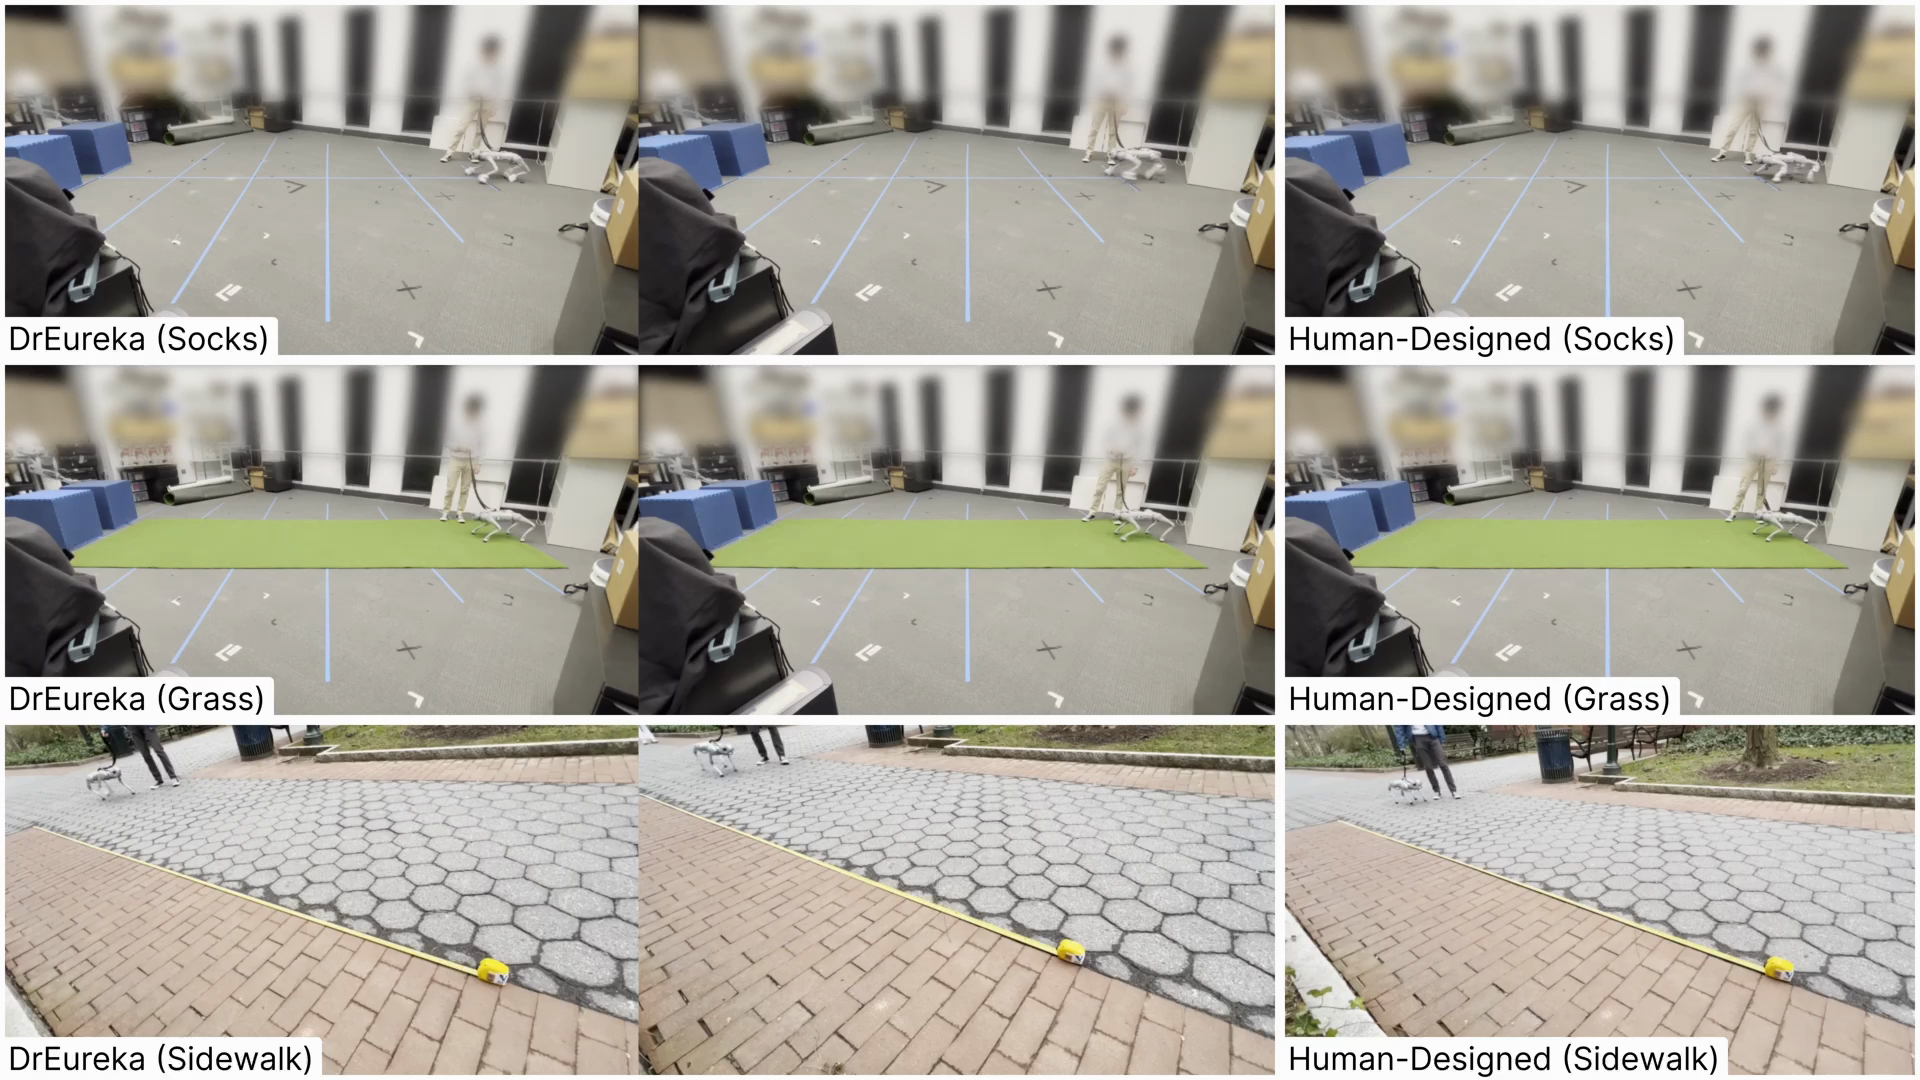 DrEureka (Socks)
Human-Designed (Socks)
DrEureka (Grass)
Human-Designed (Grass)
DrEureka (Sidewalk)
Human-Designed (Sidewalk)